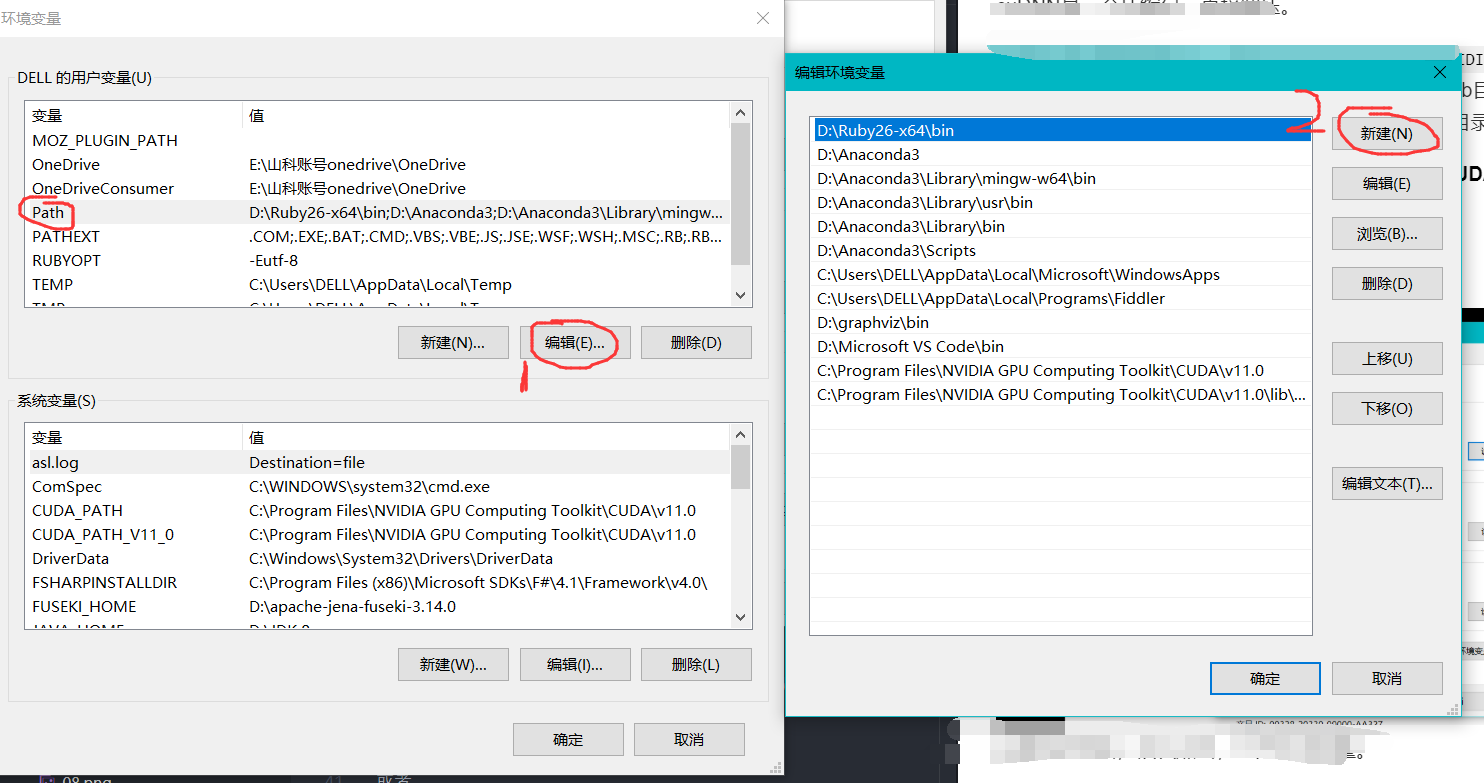 环境变量
DELL 的用户变量(U)
变量 值
MOZ_PLUGIN_PATH
OneDrive E:\山科账号onedrive\OneDrive
OneDriveConsumer E:\山科账号onedrive\OneDrive
Path D:\Ruby26-x64\bin;D:\Anaconda3;D:\Anaconda3\Library\mingw...
PATHEXT .COM;.EXE;.BAT;.CMD;.VBS;.VBE;.JS;.JSE;.WSF;.WSH;.MSC;.RB;.RB...
RUBYOPT -Eutf-8
TEMP C:\Users\DELL\AppData\Local\Temp
新建(N)... 编辑(E)... 删除(D)
1
系统变量(S)
变量 值
asl.log Destination=file
ComSpec C:\WINDOWS\system32\cmd.exe
CUDA_PATH C:\Program Files\NVIDIA GPU Computing Toolkit\CUDA\v11.0
CUDA_PATH_V11_0 C:\Program Files\NVIDIA GPU Computing Toolkit\CUDA\v11.0
DriverData C:\Windows\System32\Drivers\DriverData
FSHARPINSTALLDIR C:\Program Files (x86)\Microsoft SDKs\F#\4.1\Framework\v4.0\
FUSEKI_HOME D:\apache-jena-fuseki-3.14.0
新建(W)... 编辑(I)... 删除(L)
确定 取消
08.png 41 或者
编辑环境变量
2
D:\Ruby26-x64\bin
D:\Anaconda3
D:\Anaconda3\Library\mingw-w64\bin
D:\Anaconda3\Library\usr\bin
D:\Anaconda3\Library\bin
D:\Anaconda3\Scripts
C:\Users\DELL\AppData\Local\Microsoft\WindowsApps
C:\Users\DELL\AppData\Local\Programs\Fiddler
D:\graphviz\bin
D:\Microsoft VS Code\bin
C:\Program Files\NVIDIA GPU Computing Toolkit\CUDA\v11.0
C:\Program Files\NVIDIA GPU Computing Toolkit\CUDA\v11.0\lib\...
新建(N)
编辑(E)
浏览(B)...
删除(D)
上移(U)
下移(O)
编辑文本(T)...
确定 取消